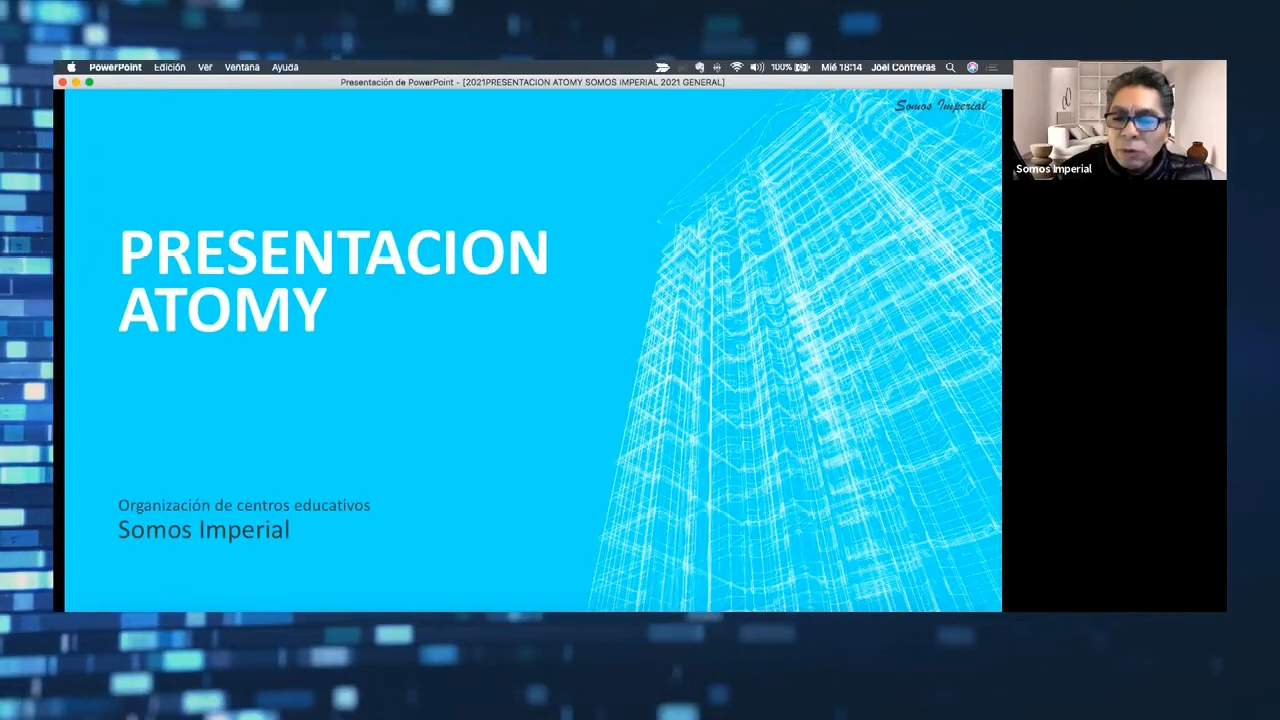 PowerPoint Edición Ver Ventana Ayuda 100% Mié 18:14 Joel Contreras
Presentación de PowerPoint - [2021PRESENTACION ATOMY SOMOS IMPERIAL 2021 GENERAL]
Somos Imperial
PRESENTACION
ATOMY
Somos Imperial
Organización de centros educativos
Somos Imperial